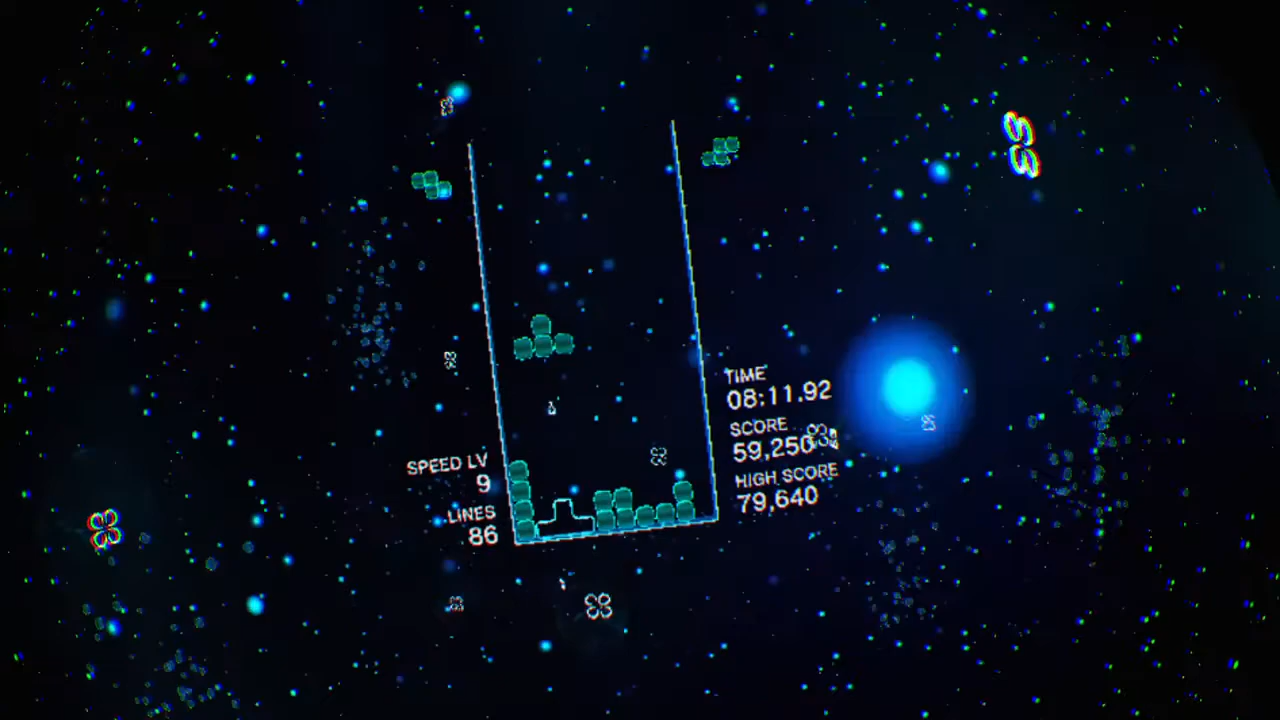 SPEED LV
9
LINES
86
TIME
08:11.92
SCORE
59,250
HIGH SCORE
79,640